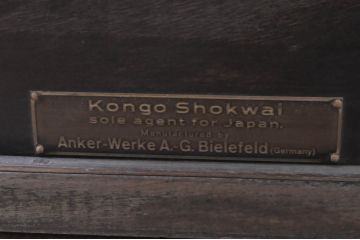 Kongo Shokwai
sole agent for Japan.
Manufactured by
Anker-Werke A.-G. Bielefeld (Germany)